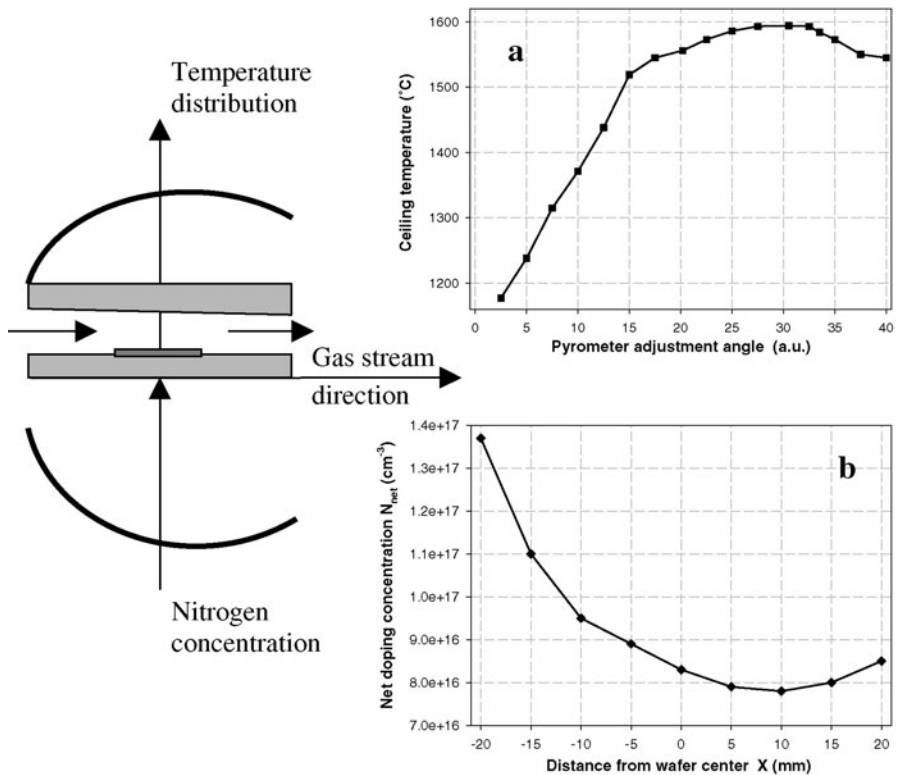 Temperature
distribution
Gas stream
direction
Nitrogen
concentration
a
Ceiling temperature (°C)
1600
1500
1400
1300
1200
0 5 10 15 20 25 30 35 40
Pyrometer adjustment angle (a.u.)
b
Net doping concentration Nnet (cm-3)
1.4e+17
1.3e+17
1.2e+17
1.1e+17
1.0e+17
9.0e+16
8.0e+16
7.0e+16
-20 -15 -10 -5 0 5 10 15 20
Distance from wafer center X (mm)